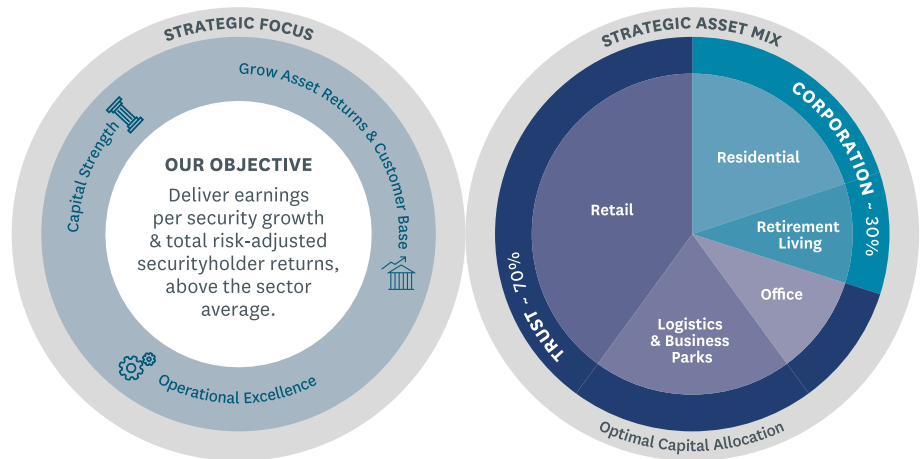 STRATEGIC FOCUS
Grow Asset Returns & Customer Base
Capital Strength
Operational Excellence
OUR OBJECTIVE
Deliver earnings
per security growth
& total risk-adjusted
securityholder returns,
above the sector
average.
STRATEGIC ASSET MIX
CORPORATION ~ 30%
TRUST ~ 70%
Residential
Retail
Retirement
Living
Office
Logistics
& Business
Parks
Optimal Capital Allocation